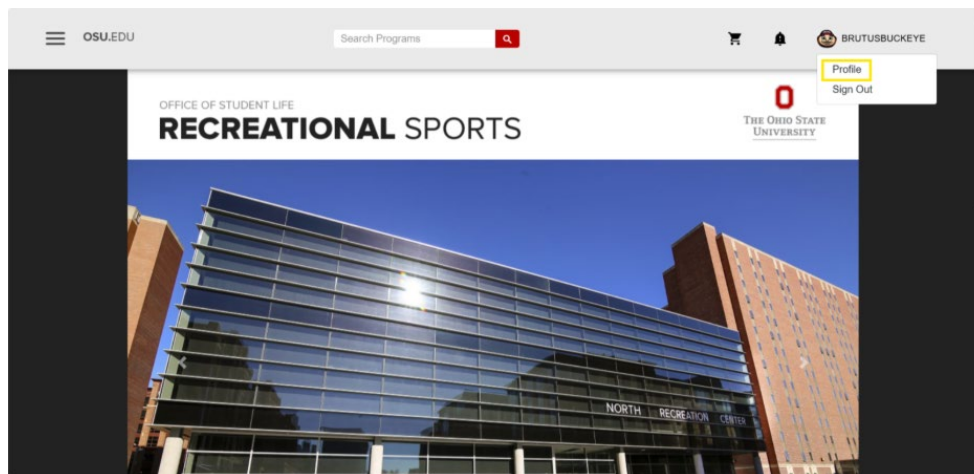 OSU.EDU
Search Programs
BRUTUSBUCKEYE
Profile
Sign Out
OFFICE OF STUDENT LIFE
RECREATIONAL SPORTS
THE OHIO STATE
UNIVERSITY
NORTH RECREATION CENTER